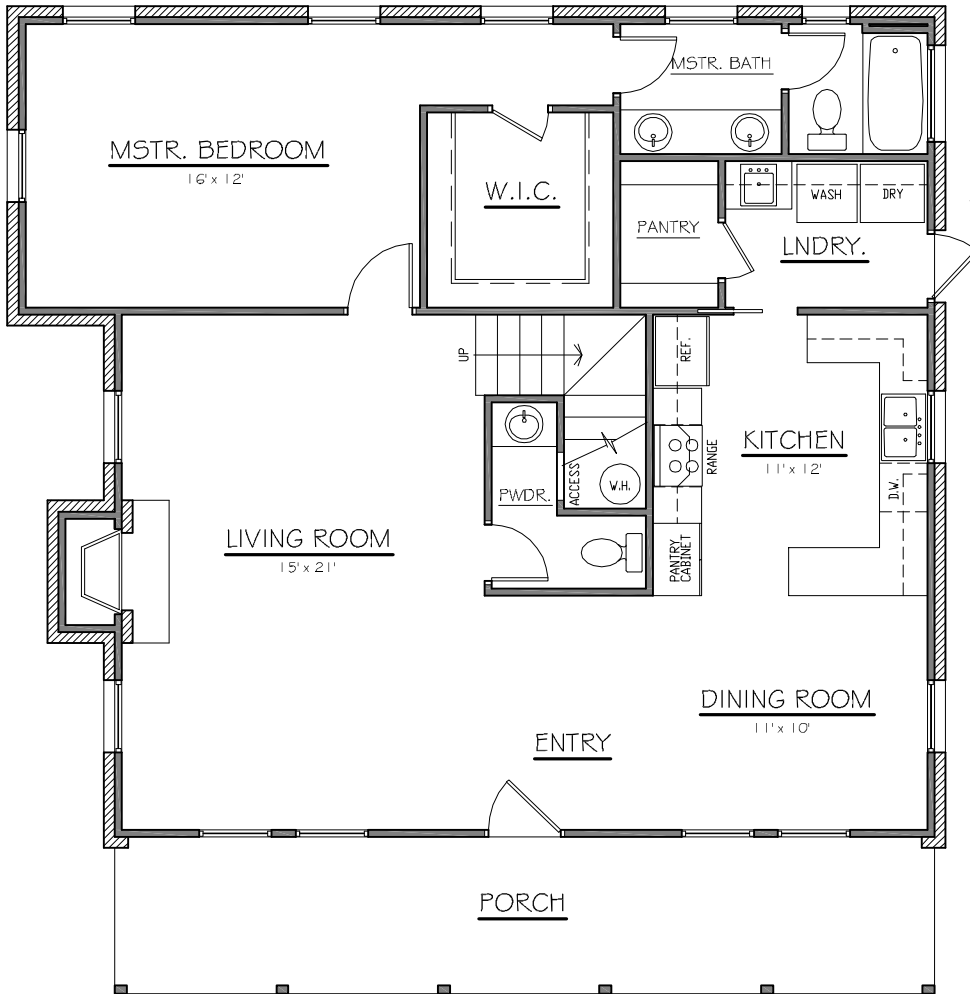 MSTR. BATH
MSTR. BEDROOM
16' x 12'
W.I.C.
WASH
DRY
PANTRY
LNDRY.
UP
REF.
KITCHEN
11' x 12'
RANGE
D.W.
ACCESS
W.H.
PWDR.
LIVING ROOM
15' x 21'
PANTRY
CABINET
DINING ROOM
11' x 10'
ENTRY
PORCH